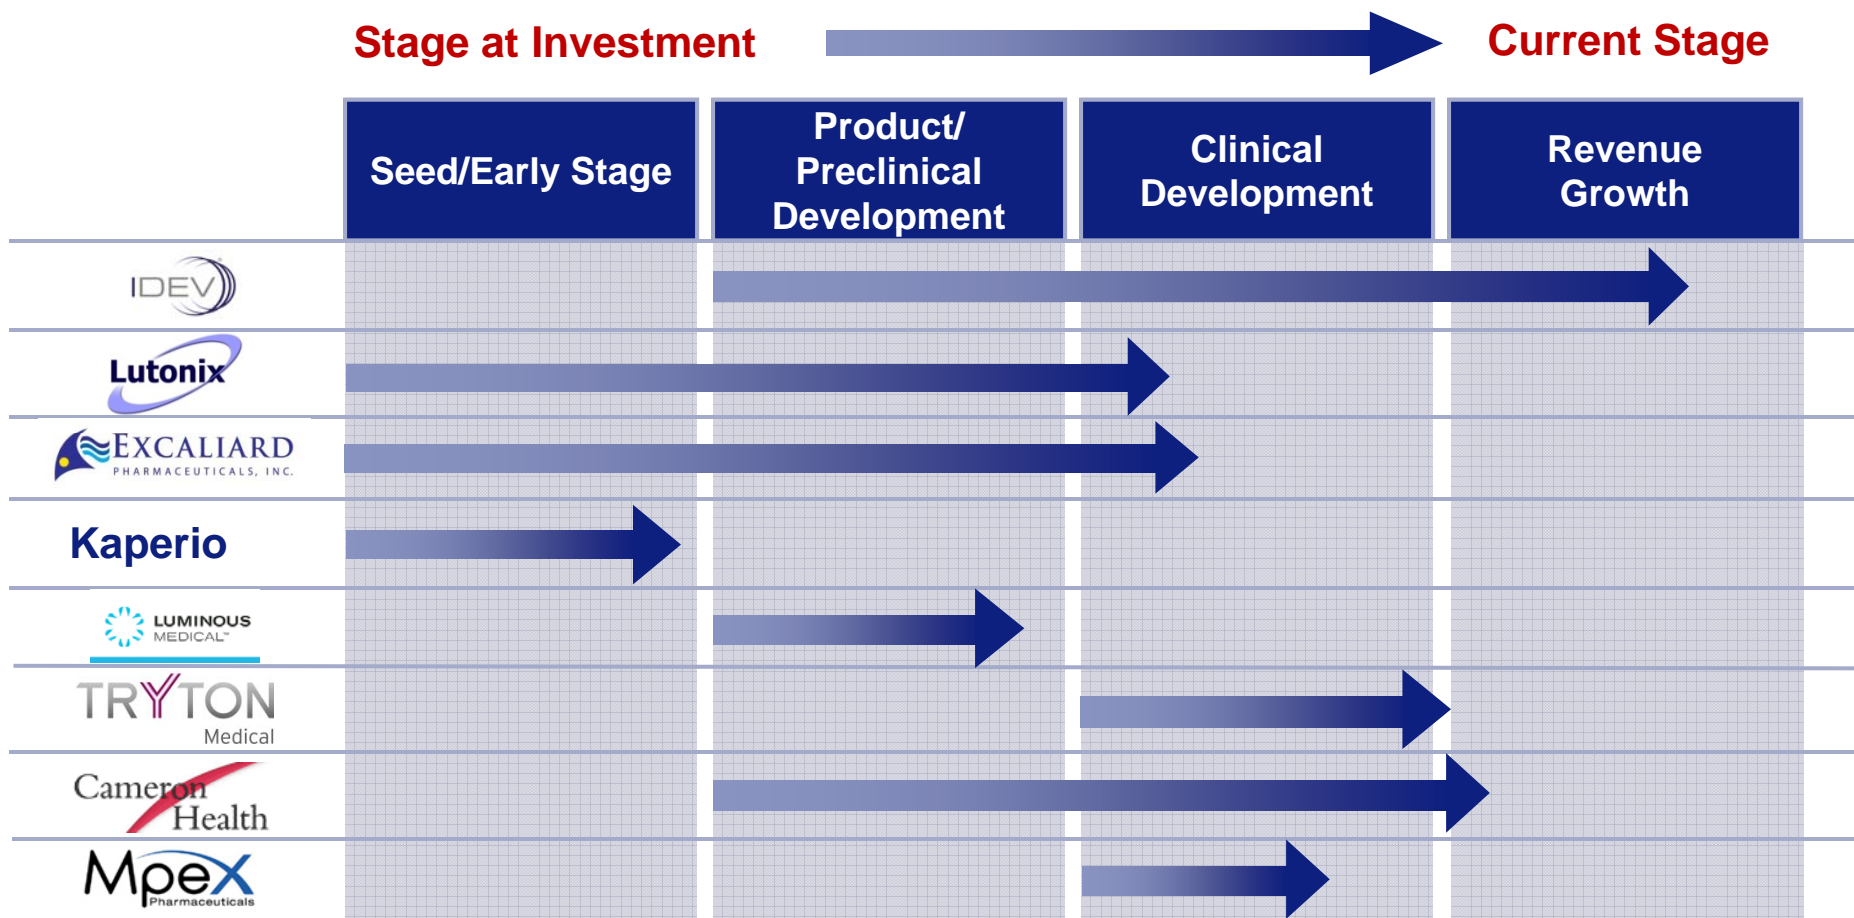 Stage at Investment
Current Stage
Seed/Early Stage
Product/
Preclinical
Development
Clinical
Development
Revenue
Growth
IDEV
Lutonix
EXCALIARD
PHARMACEUTICALS, INC.
Kaperio
LUMINOUS
MEDICAL™
TRYTON
Medical
Cameron
Health
Mpex
Pharmaceuticals